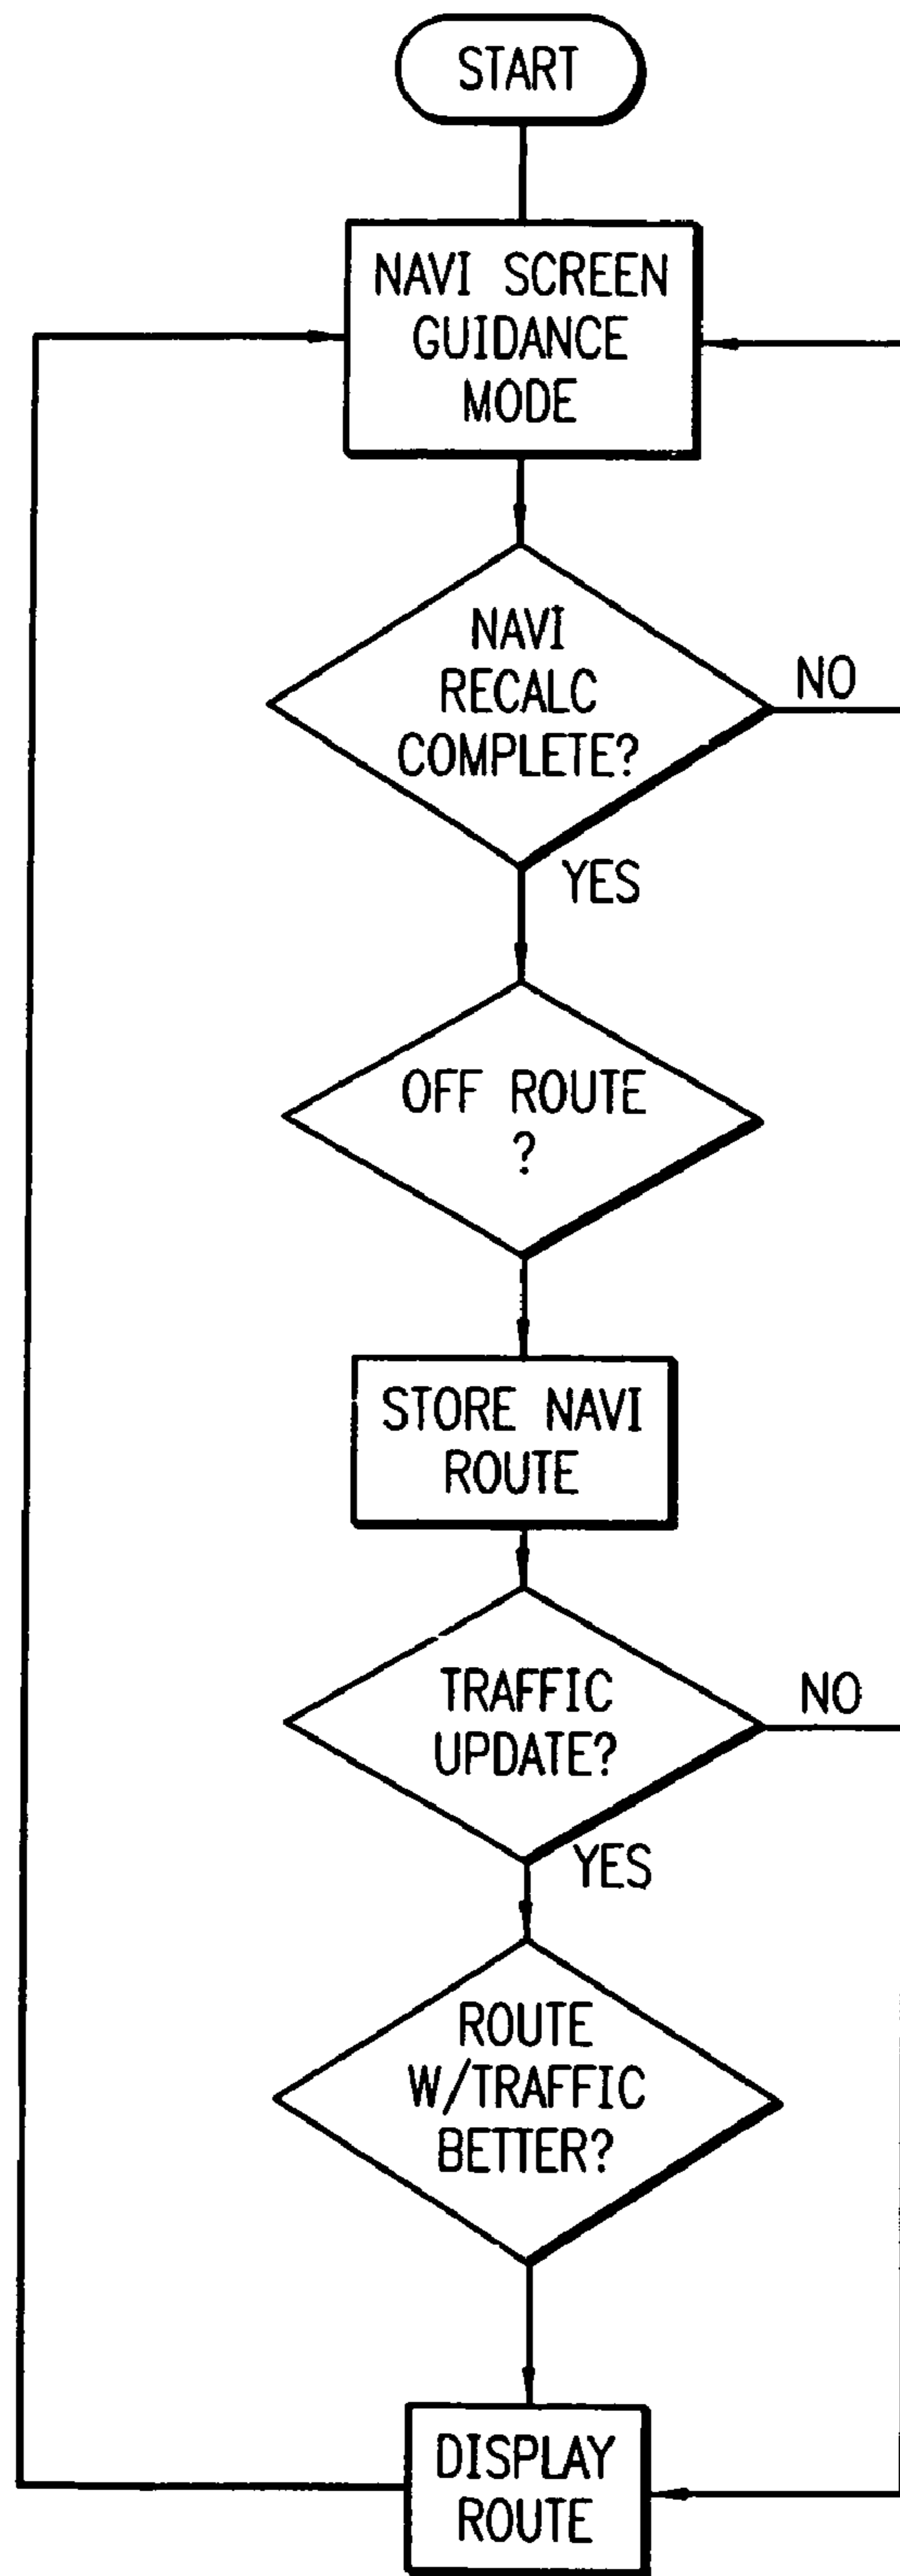 START
NAVI SCREEN
GUIDANCE
MODE
NAVI
RECALC
COMPLETE?
NO
YES
OFF ROUTE
?
STORE NAVI
ROUTE
TRAFFIC
UPDATE?
NO
YES
ROUTE
W/TRAFFIC
BETTER?
DISPLAY
ROUTE